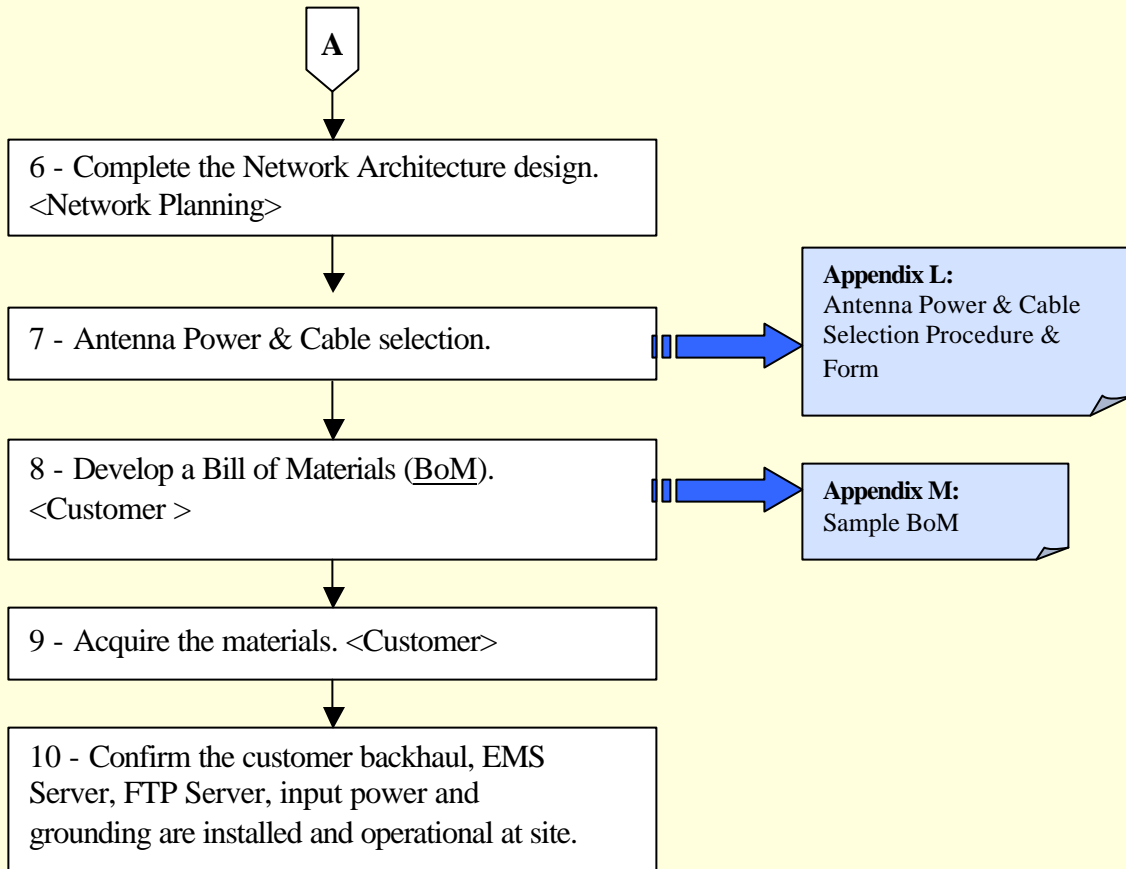 A
6 - Complete the Network Architecture design.
<Network Planning>
7 - Antenna Power & Cable selection.
Appendix L:
Antenna Power & Cable
Selection Procedure &
Form
8 - Develop a Bill of Materials (BoM).
<Customer >
Appendix M:
Sample BoM
9 - Acquire the materials. <Customer>
10 - Confirm the customer backhaul, EMS
Server, FTP Server, input power and
grounding are installed and operational at site.